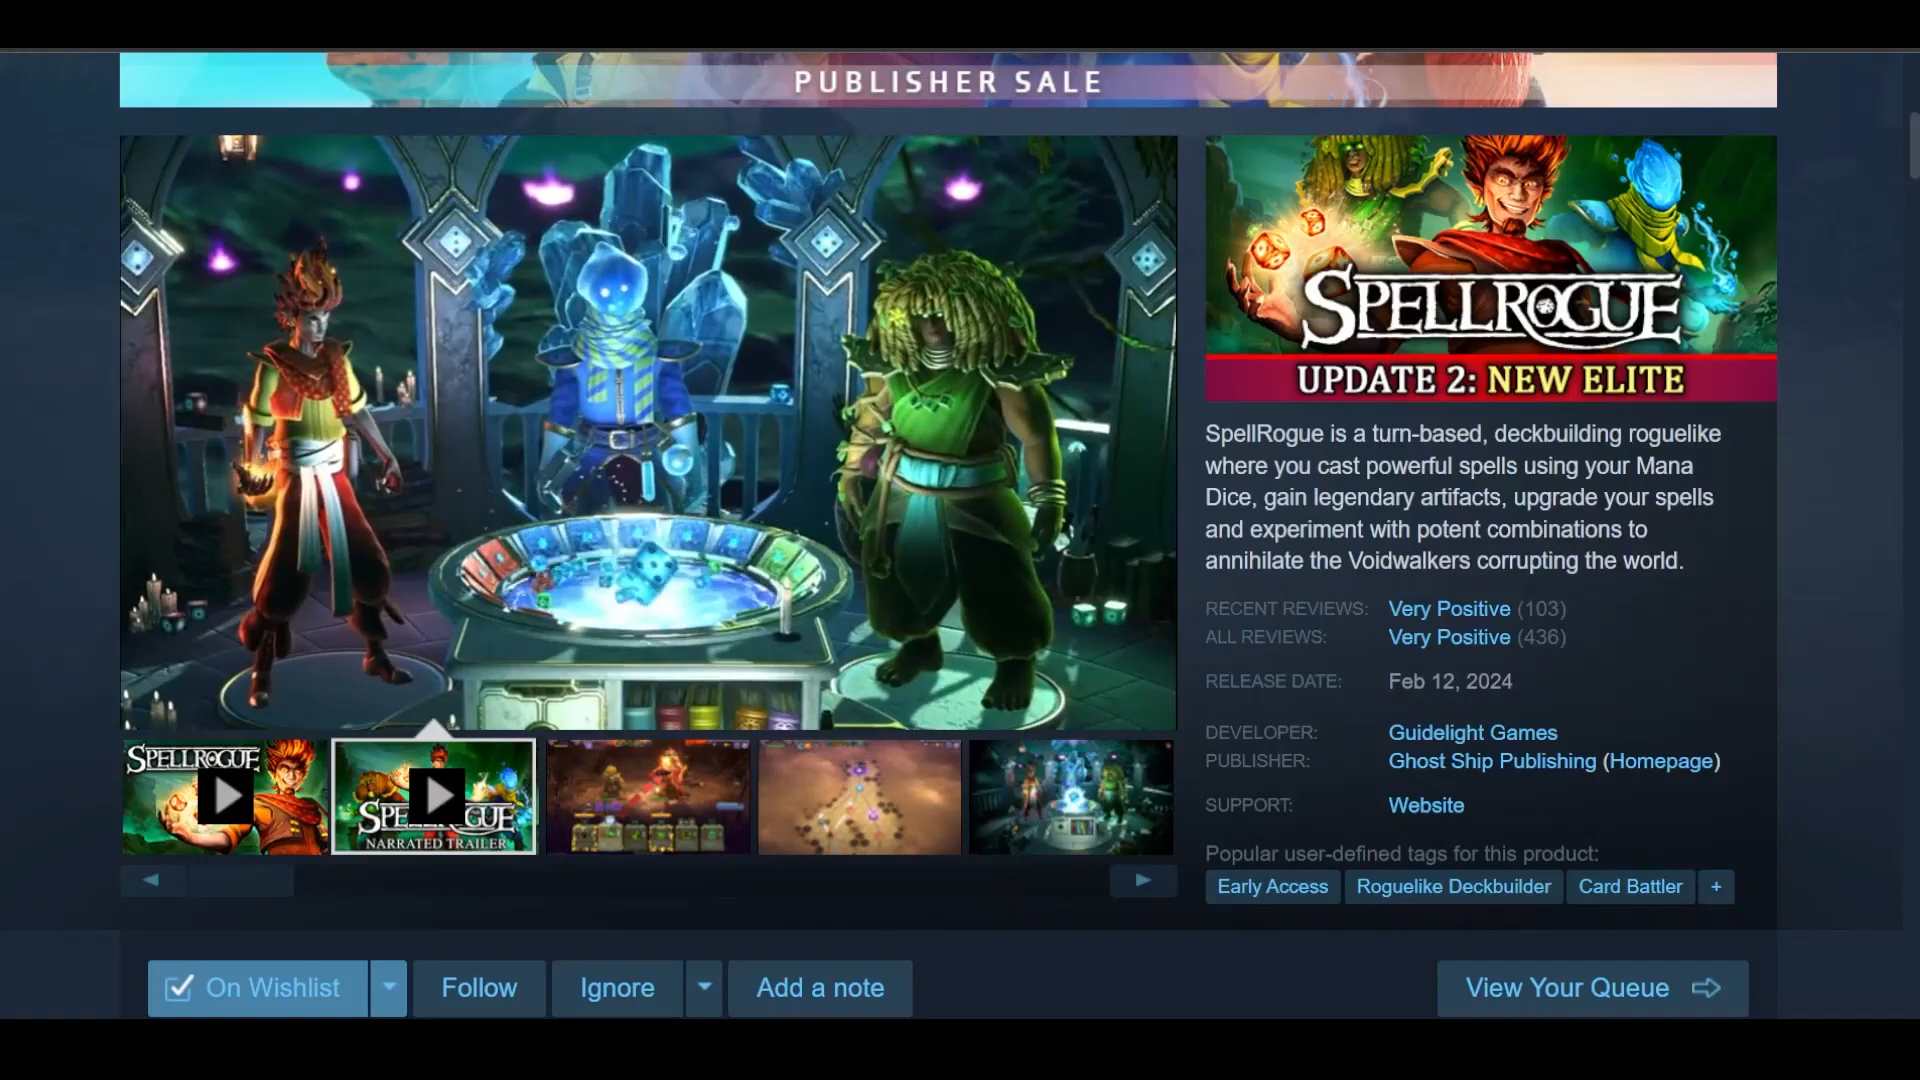 PUBLISHER SALE
SPELLROGUE
UPDATE 2: NEW ELITE
SpellRogue is a turn-based, deckbuilding roguelike
where you cast powerful spells using your Mana
Dice, gain legendary artifacts, upgrade your spells
and experiment with potent combinations to
annihilate the Voidwalkers corrupting the world.
RECENT REVIEWS: Very Positive (103)
ALL REVIEWS: Very Positive (436)
RELEASE DATE: Feb 12, 2024
DEVELOPER: Guidelight Games
PUBLISHER: Ghost Ship Publishing (Homepage)
SUPPORT: Website
Popular user-defined tags for this product:
Early Access Roguelike Deckbuilder Card Battler +
SPELLROGUE
NARRATED TRAILER
On Wishlist Follow Ignore Add a note View Your Queue